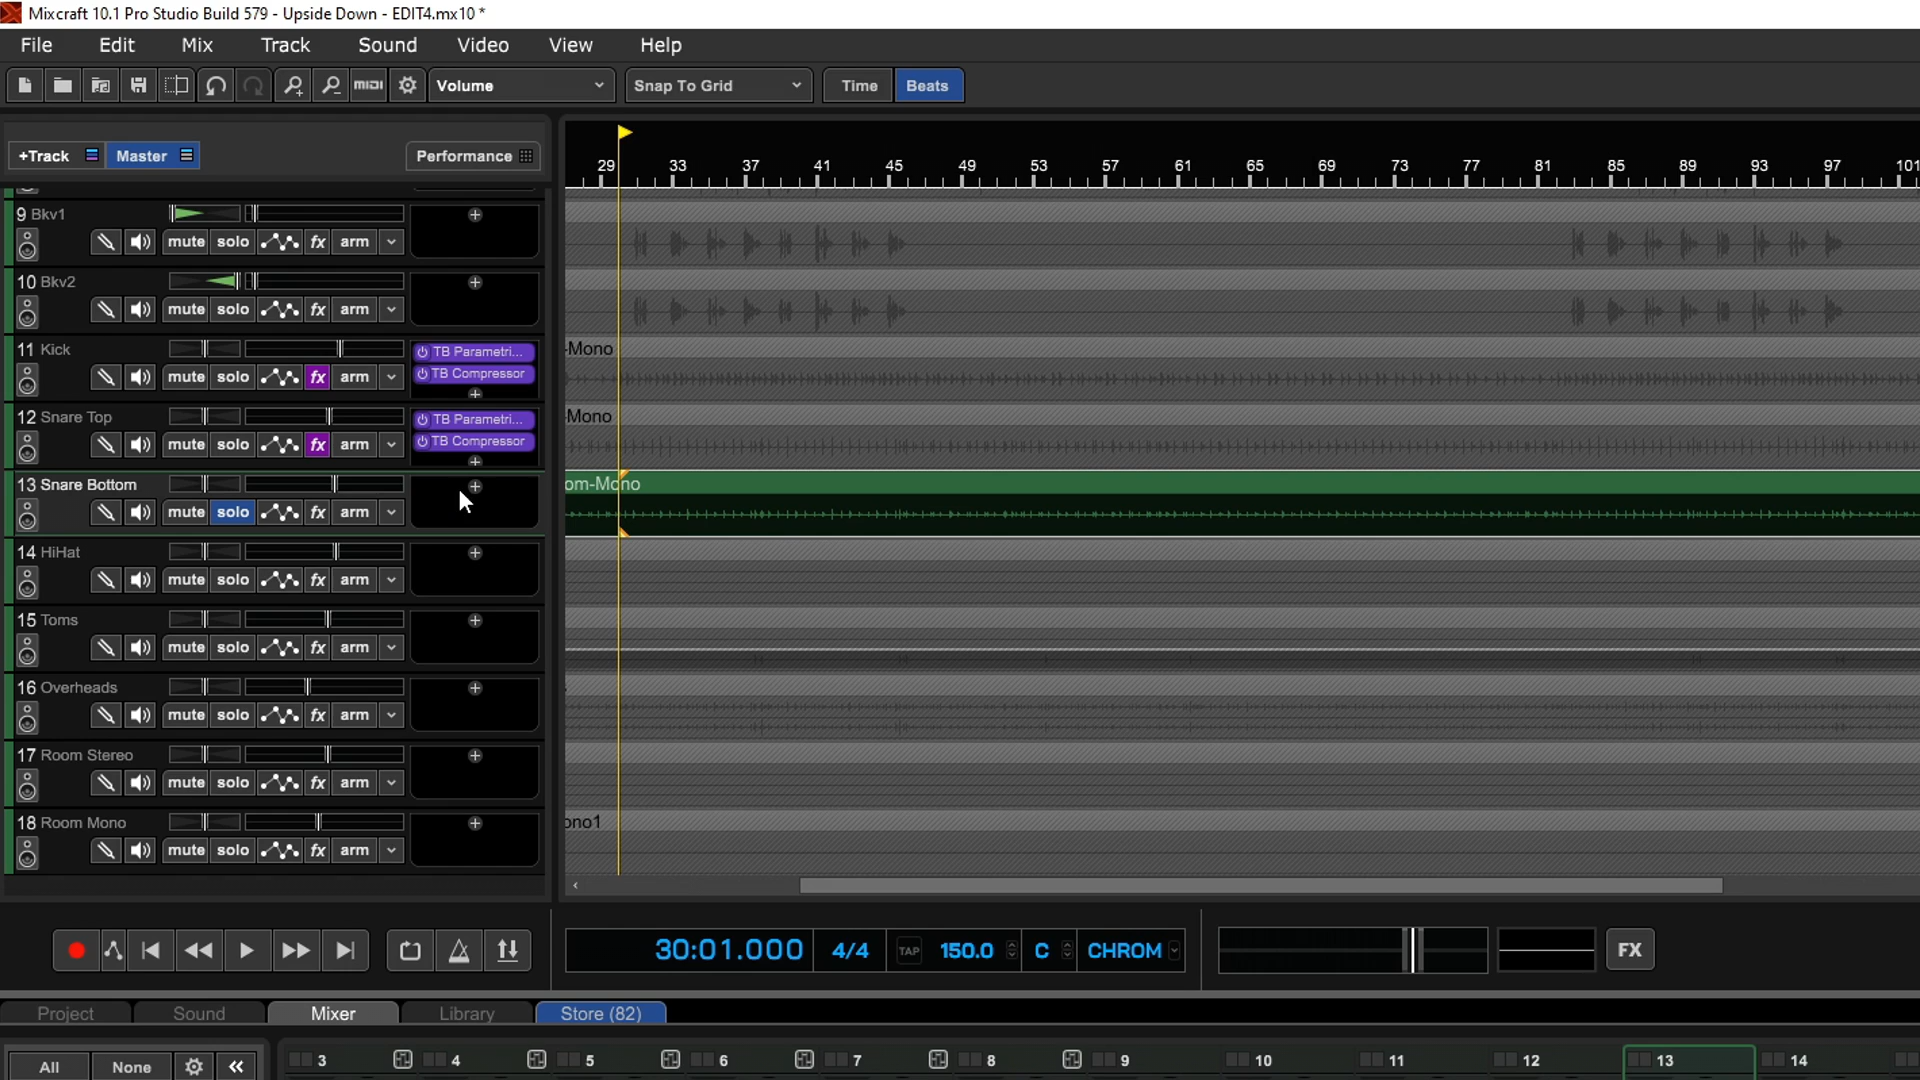 Mixcraft 10.1 Pro Studio Build 579 - Upside Down - EDIT4.mx10 *
File Edit Mix Track Sound Video View Help
MIDI Volume Snap To Grid Time Beats
+Track Master Performance
29 33 37 41 45 49 53 57 61 65 69 73 77 81 85 89 93 97 101
9 Bkv1
mute solo fx arm
10 Bkv2
mute solo fx arm
11 Kick TB Parametri... -Mono
mute solo fx arm TB Compressor
12 Snare Top TB Parametri... -Mono
mute solo fx arm TB Compressor
13 Snare Bottom om-Mono
mute solo fx arm
14 HiHat
mute solo fx arm
15 Toms
mute solo fx arm
16 Overheads
mute solo fx arm
17 Room Stereo
mute solo fx arm
18 Room Mono ono1
mute solo fx arm
30:01.000 4/4 TAP 150.0 C CHROM FX
Project Sound Mixer Library Store (82)
All None 3 4 5 6 7 8 9 10 11 12 13 14